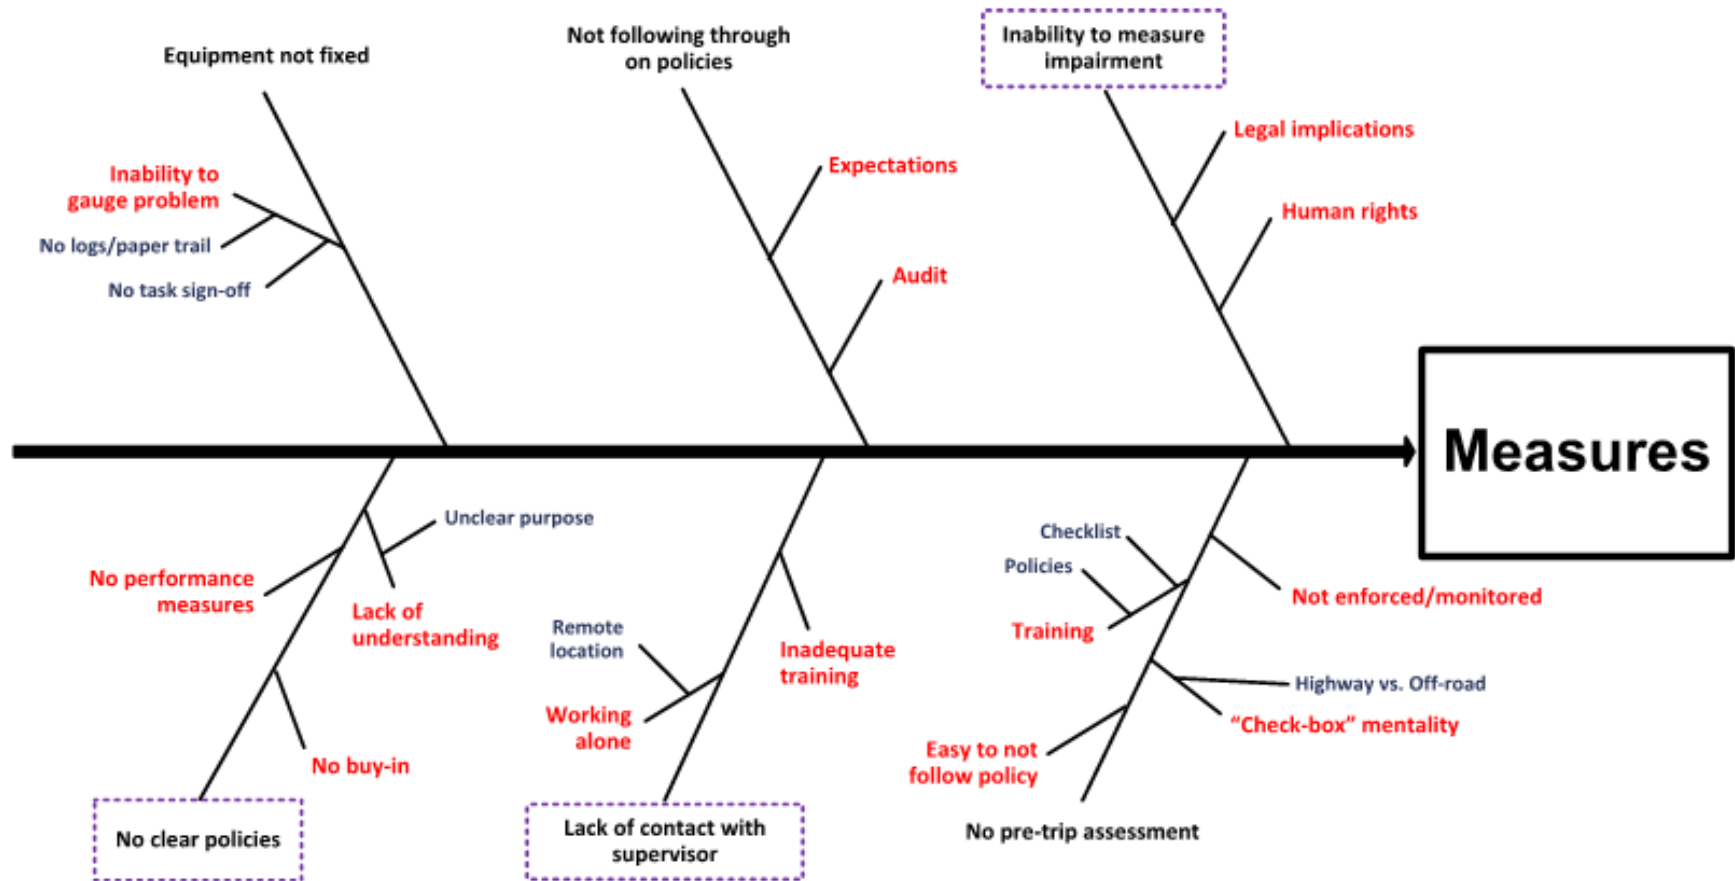 Equipment not fixed
Not following through
on policies
Inability to measure
impairment
Inability to
gauge problem
No logs/paper trail
No task sign-off
Expectations
Audit
Legal implications
Human rights
Measures
Unclear purpose
No performance
measures
Lack of
understanding
No buy-in
No clear policies
Remote
location
Inadequate
training
Working
alone
Lack of contact with
supervisor
Checklist
Policies
Training
Not enforced/monitored
Highway vs. Off-road
“Check-box” mentality
Easy to not
follow policy
No pre-trip assessment